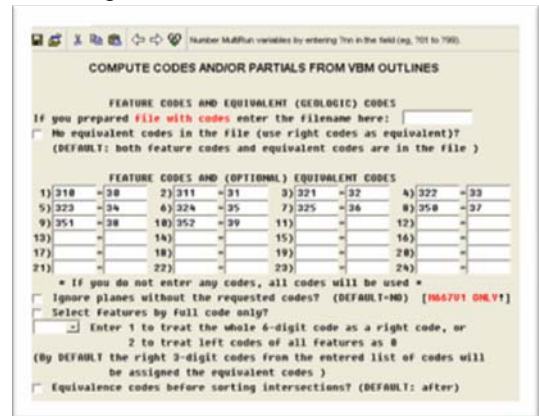 Number MultiRun variables by entering ?nn in the field (eg, ?01 to ?99).
COMPUTE CODES AND/OR PARTIALS FROM VBM OUTLINES
FEATURE CODES AND EQUIVALENT (GEOLOGIC) CODES
If you prepared file with codes enter the filename here:
No equivalent codes in the file (use right codes as equivalent)?
(DEFAULT: both feature codes and equivalent codes are in the file )
FEATURE CODES AND (OPTIONAL) EQUIVALENT CODES
1) 310 = 30 2) 311 = 31 3) 321 = 32 4) 322 = 33
5) 323 = 34 6) 324 = 35 7) 325 = 36 8) 350 = 37
9) 351 = 38 10) 352 = 39 11) = 12) =
13) = 14) = 15) = 16) =
17) = 18) = 19) = 20) =
21) = 22) = 23) = 24) =
* If you do not enter any codes, all codes will be used *
Ignore planes without the requested codes? (DEFAULT=NO) [M667V1 ONLY!]
Select features by full code only?
Enter 1 to treat the whole 6-digit code as a right code, or
2 to treat left codes of all features as 0
(By DEFAULT the right 3-digit codes from the entered list of codes will
be assigned the equivalent codes )
Equivalence codes before sorting intersections? (DEFAULT: after)